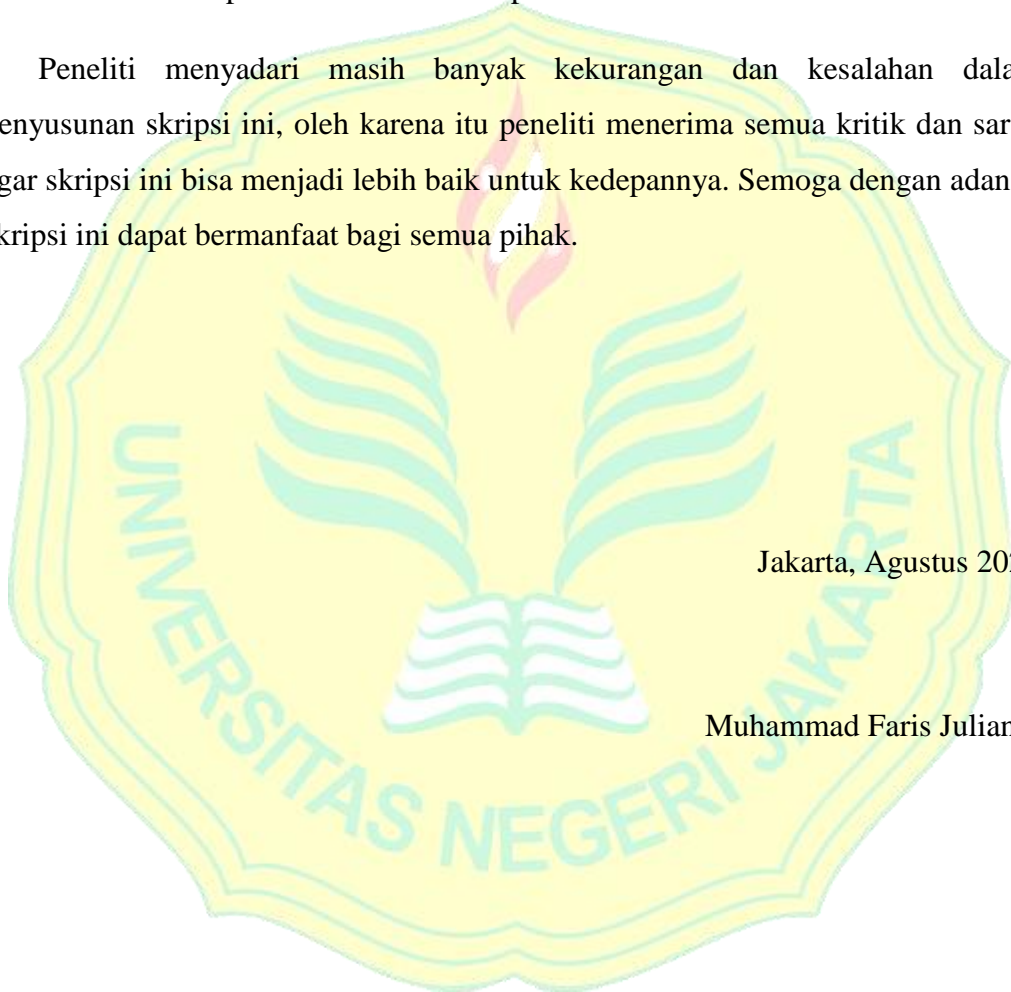 Peneliti menyadari masih banyak kekurangan dan kesalahan dala
enyusunan skripsi ini, oleh karena itu peneliti menerima semua kritik dan sar
gar skripsi ini bisa menjadi lebih baik untuk kedepannya. Semoga dengan adan
kripsi ini dapat bermanfaat bagi semua pihak.
Jakarta, Agustus 202
Muhammad Faris Julian
UNIVERSITAS NEGERI JAKARTA